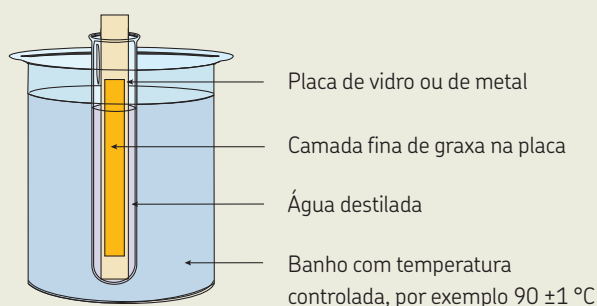 Placa de vidro ou de metal
Camada fina de graxa na placa
Água destilada
Banho com temperatura
controlada, por exemplo 90 ±1 °C